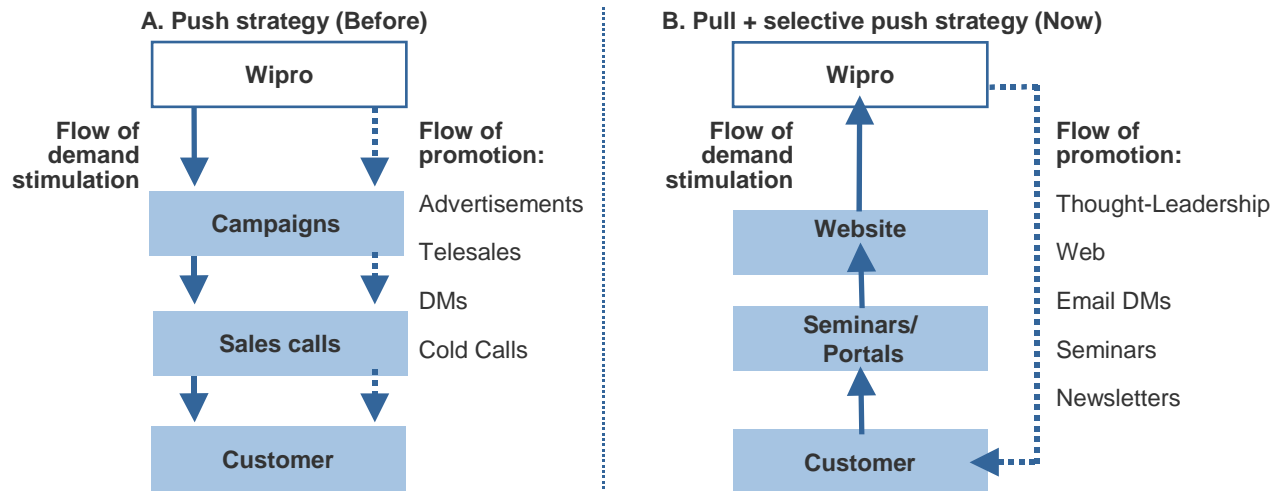 A. Push strategy (Before)
Wipro
Flow of
demand
stimulation
Flow of
promotion:
Campaigns
Advertisements
Telesales
DMs
Sales calls
Cold Calls
Customer
B. Pull + selective push strategy (Now)
Wipro
Flow of
demand
stimulation
Flow of
promotion:
Thought-Leadership
Website
Web
Email DMs
Seminars/
Portals
Seminars
Newsletters
Customer